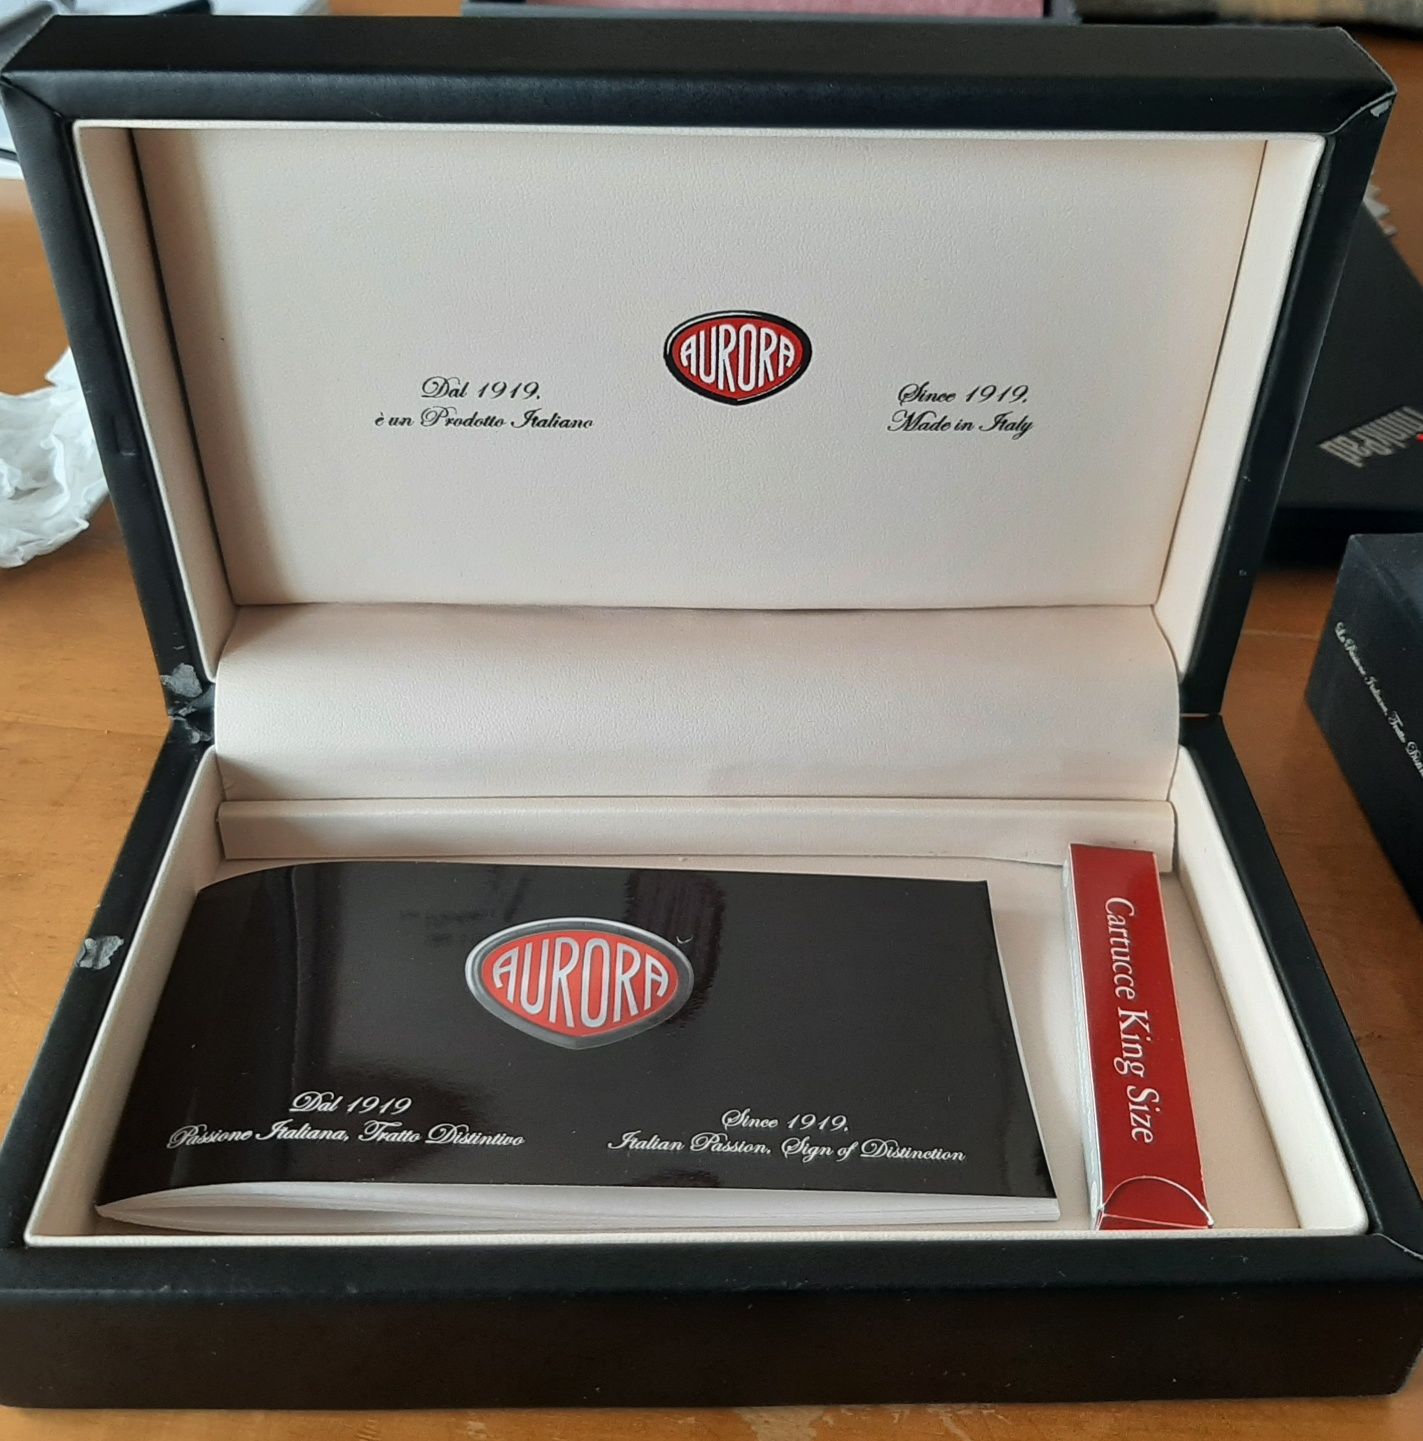 AURORA
Dal 1919,
è un Prodotto Italiano
Since 1919,
Made in Italy
ThinkPad
AURORA
Dal 1919
Passione Italiana, Tratto Distintivo
Since 1919,
Italian Passion, Sign of Distinction
Cartucce King Size